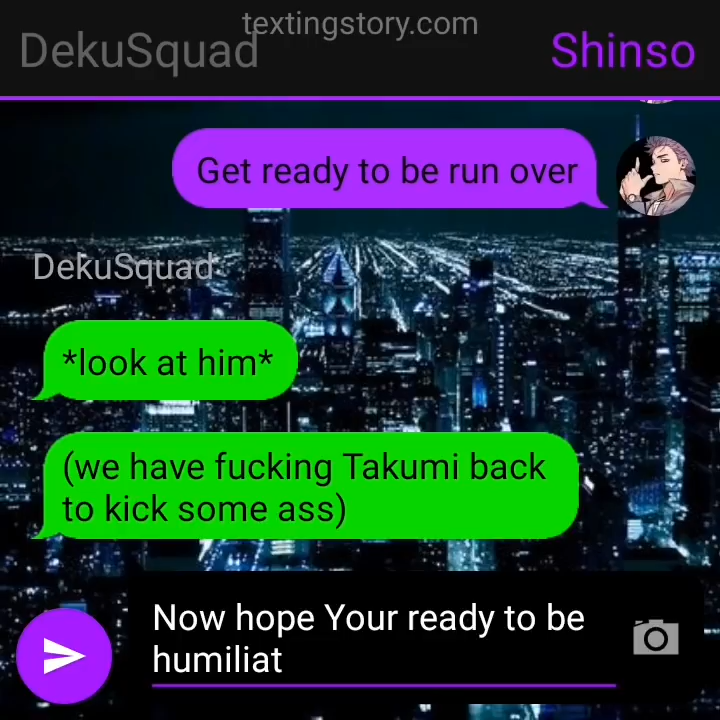 textingstory.com
DekuSquad
Shinso
Get ready to be run over
DekuSquad
*look at him*
(we have fucking Takumi back
to kick some ass)
Now hope Your ready to be
humiliat